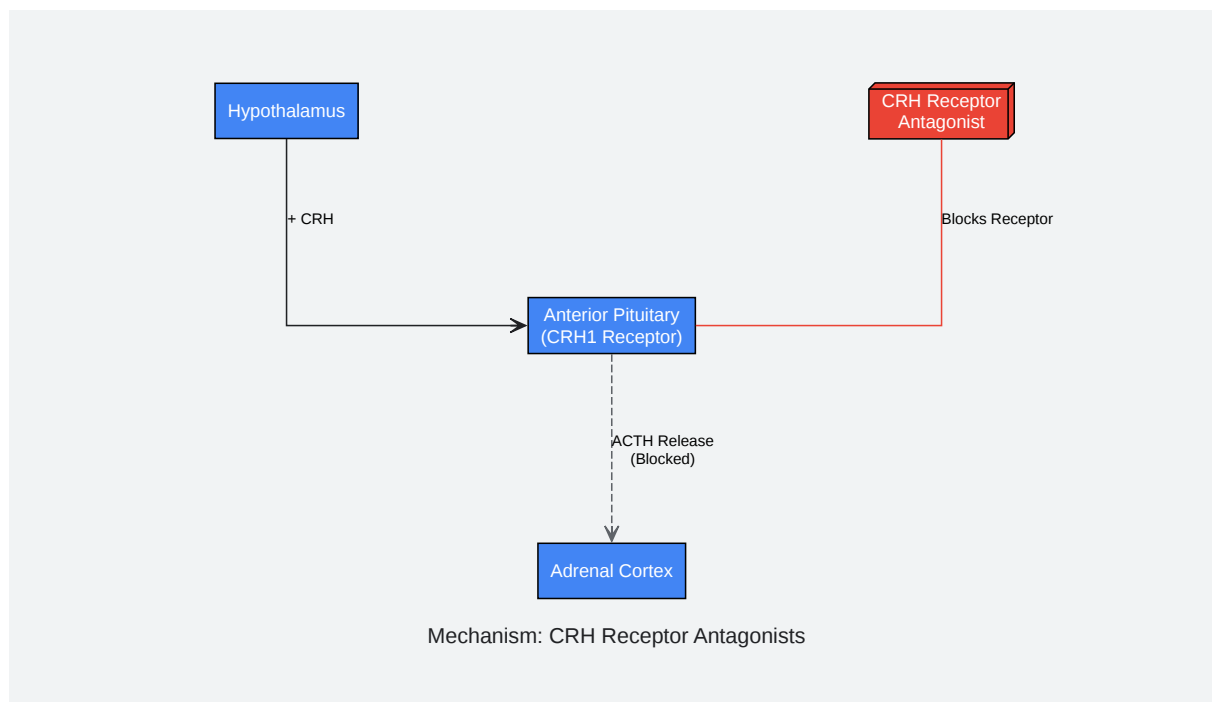 Hypothalamus
CRH Receptor
Antagonist
+ CRH
Blocks Receptor
Anterior Pituitary
(CRH1 Receptor)
ACTH Release
(Blocked)
Adrenal Cortex
Mechanism: CRH Receptor Antagonists